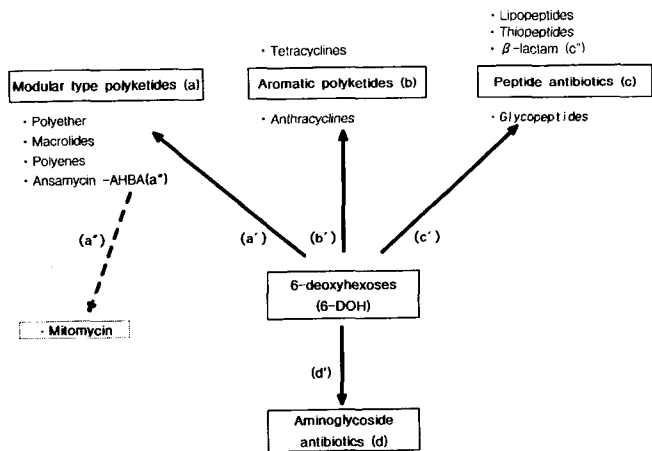 · Lipopeptides
· Thiopeptides
· Tetracyclines
· β-lactam (c″)
Modular type polyketides (a)
Aromatic polyketides (b)
Peptide antibiotics (c)
· Polyether
· Anthracyclines
· Glycopeptides
· Macrolides
· Polyenes
· Ansamycin -AHBA(a″)
(a″)
(a′)
(b′)
(c′)
6-deoxyhexoses
(6-DOH)
· Mitomycin
(d′)
Aminoglycoside
antibiotics (d)